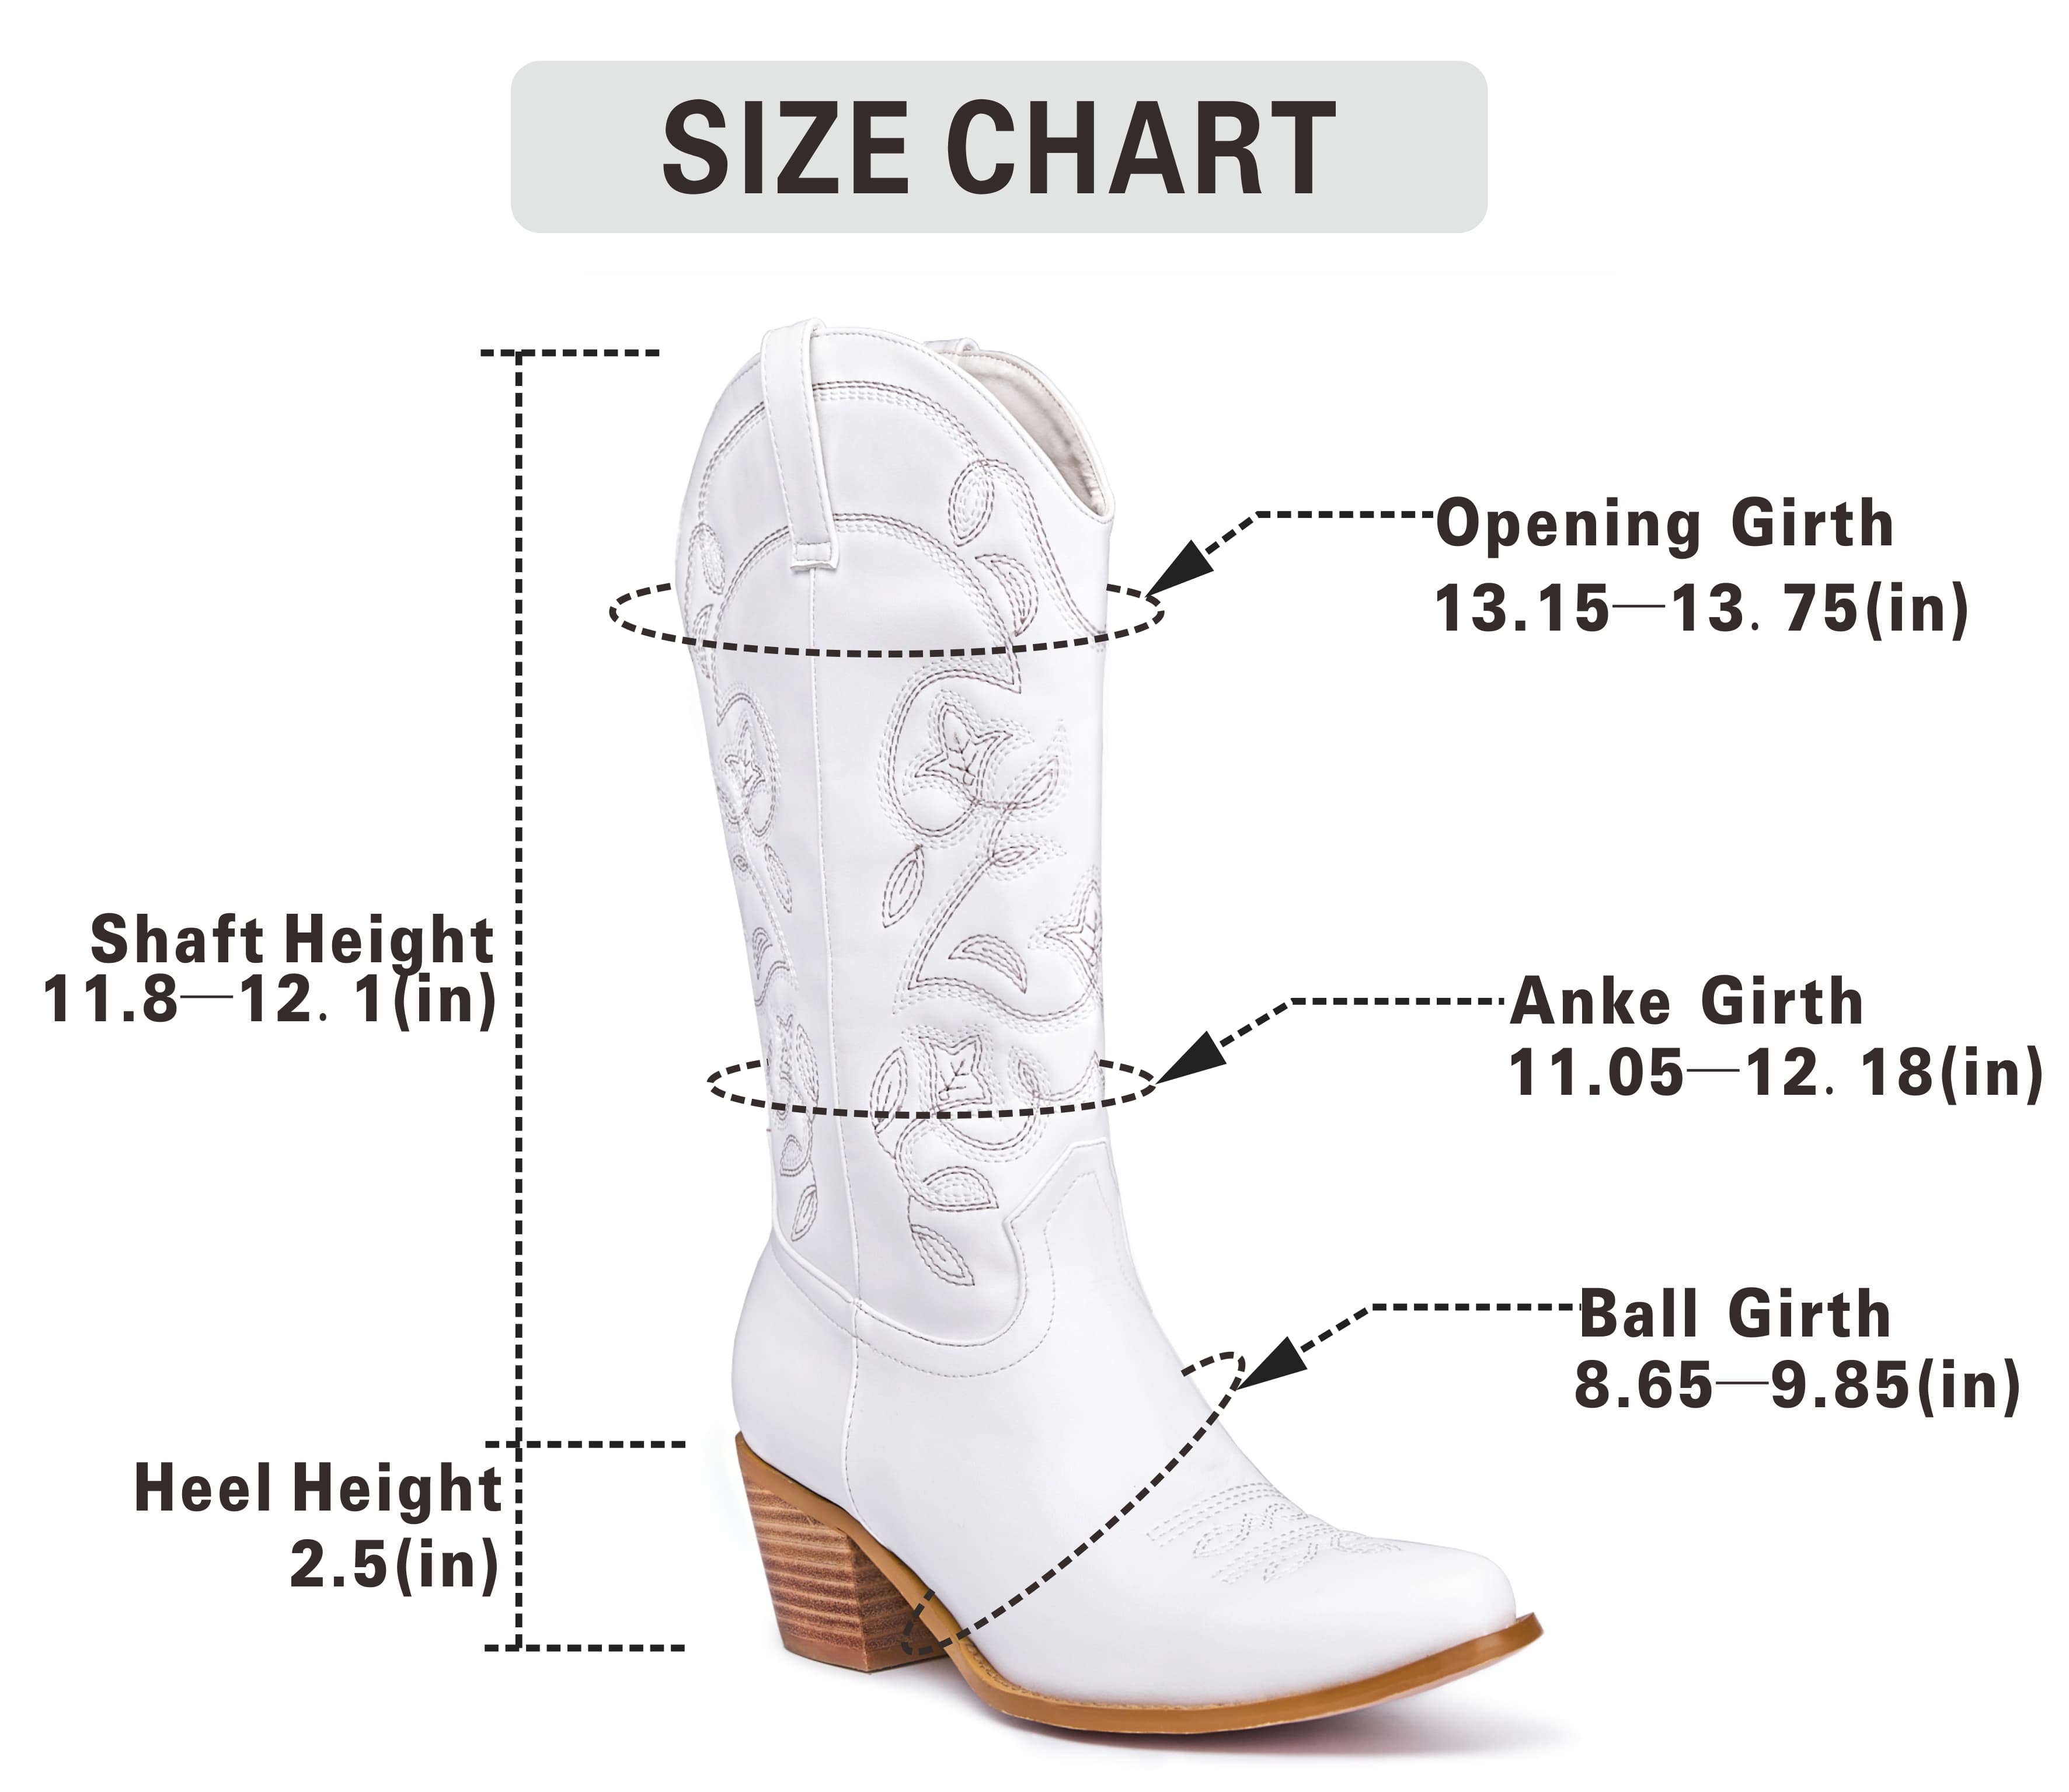 SIZE CHART
Opening Girth
13.15—13. 75(in)
Shaft Height
11.8—12. 1(in)
Anke Girth
11.05—12. 18(in)
Ball Girth
8.65—9.85(in)
Heel Height
2.5(in)